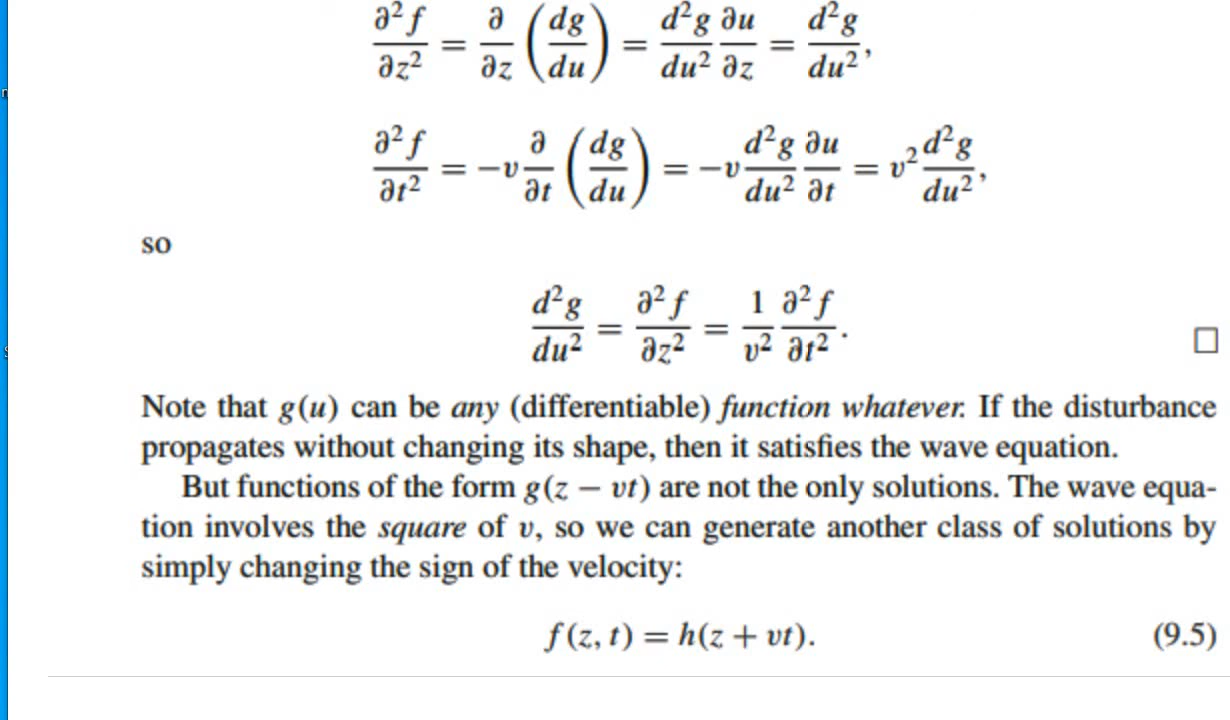 ∂²f/∂z² = ∂/∂z (dg/du) = d²g/du² ∂u/∂z = d²g/du²,
∂²f/∂t² = −v ∂/∂t (dg/du) = −v d²g/du² ∂u/∂t = v² d²g/du²,
so
d²g/du² = ∂²f/∂z² = 1/v² ∂²f/∂t². □
Note that g(u) can be any (differentiable) function whatever. If the disturbance
propagates without changing its shape, then it satisfies the wave equation.
But functions of the form g(z − vt) are not the only solutions. The wave equa-
tion involves the square of v, so we can generate another class of solutions by
simply changing the sign of the velocity:
f(z, t) = h(z + vt). (9.5)